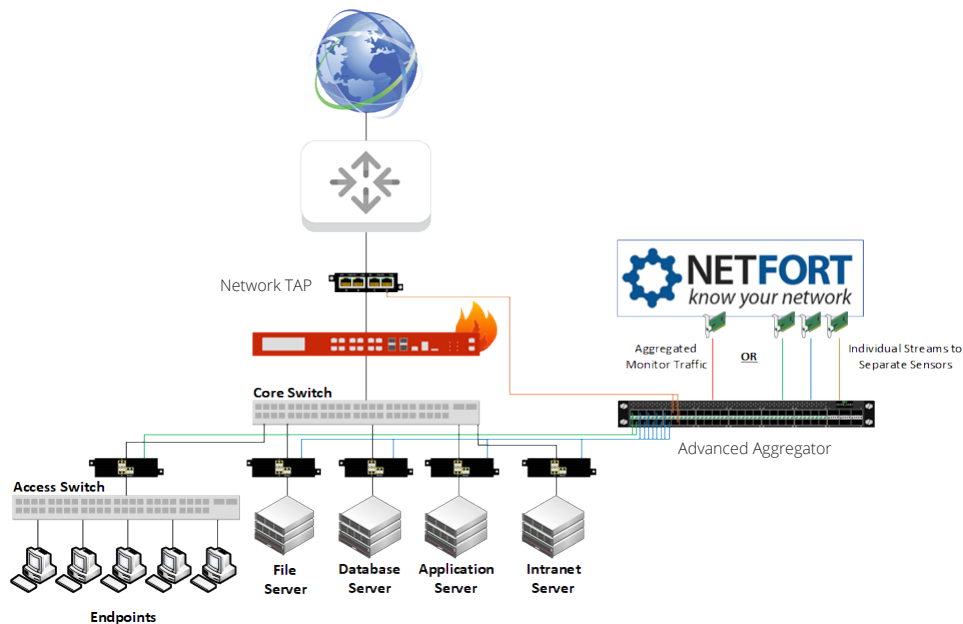 Network TAP
NETFORT
know your network
Aggregated
Monitor Traffic
OR
Individual Streams to
Separate Sensors
Core Switch
Advanced Aggregator
Access Switch
File
Server
Database
Server
Application
Server
Intranet
Server
Endpoints